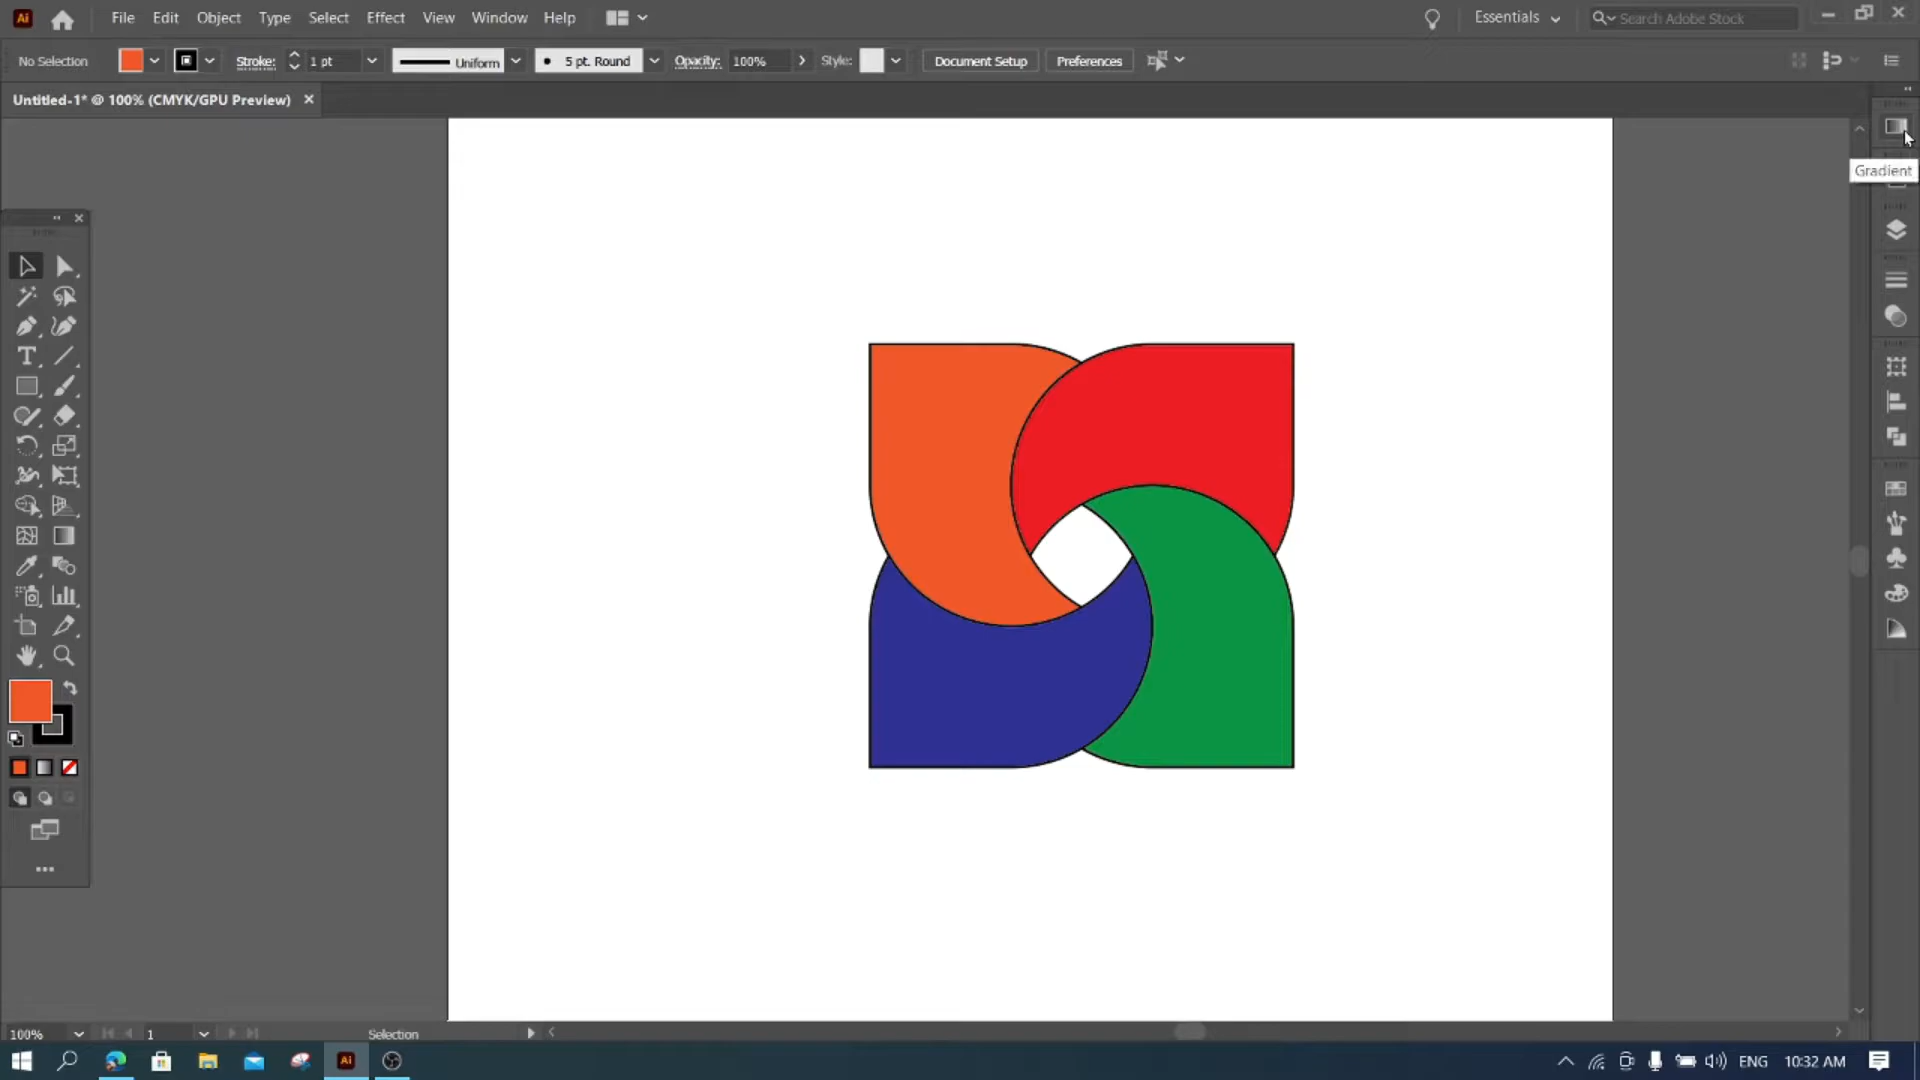 Ai File Edit Object Type Select Effect View Window Help Essentials Search Adobe Stock
No Selection Stroke: 1 pt Uniform 5 pt. Round Opacity: 100% Style: Document Setup Preferences
Untitled-1* @ 100% (CMYK/GPU Preview)
Gradient
100% 1 Selection
Ai ENG 10:32 AM